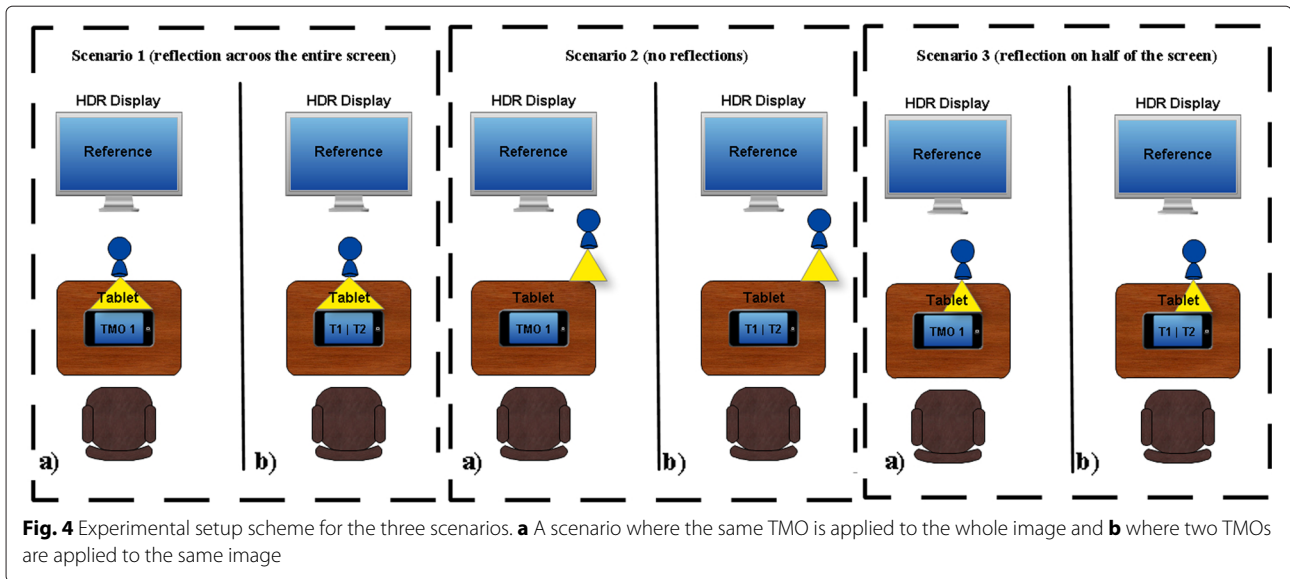 Scenario 1 (reflection acroos the entire screen)
HDR Display
Reference
Tablet
TMO 1
a)
HDR Display
Reference
Tablet
T1 | T2
b)
Scenario 2 (no reflections)
HDR Display
Reference
Tablet
TMO 1
a)
HDR Display
Reference
Tablet
T1 | T2
b)
Scenario 3 (reflection on half of the screen)
HDR Display
Reference
Tablet
TMO 1
a)
HDR Display
Reference
Tablet
T1 | T2
b)
Fig. 4 Experimental setup scheme for the three scenarios. a A scenario where the same TMO is applied to the whole image and b where two TMOs
are applied to the same image